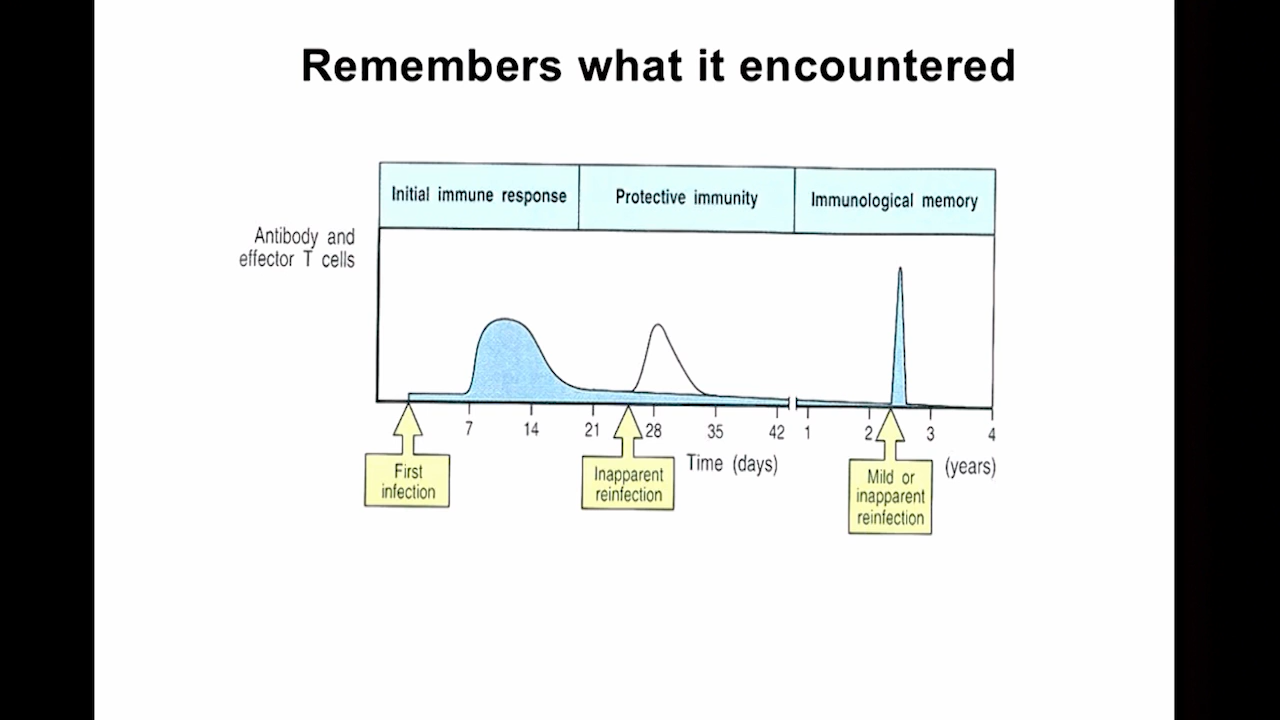 Remembers what it encountered
Initial immune response
Protective immunity
Immunological memory
Antibody and
effector T cells
7
14
21
28
35
42
1
2
3
4
Time (days)
(years)
First
infection
Inapparent
reinfection
Mild or
inapparent
reinfection